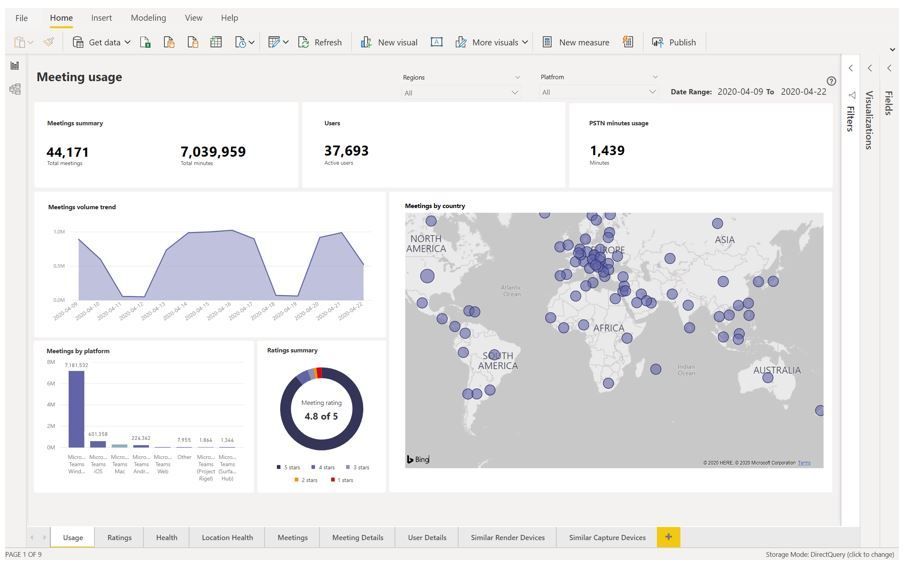 File Home Insert Modeling View Help
Get data Refresh New visual More visuals New measure Publish
Meeting usage
Regions
All
Platfrom
All
Date Range: 2020-04-09 To 2020-04-22
Filters
Visualizations
Fields
Meetings summary
44,171
Total meetings
7,039,959
Total minutes
Users
37,693
Active users
PSTN minutes usage
1,439
Minutes
Meetings volume trend
1.0M
0.5M
0.0M
2020-04-09 2020-04-10 2020-04-11 2020-04-12 2020-04-13 2020-04-14 2020-04-15 2020-04-16 2020-04-17 2020-04-18 2020-04-19 2020-04-20 2020-04-21 2020-04-22
Meetings by country
NORTH
AMERICA
EUROPE
ASIA
Atlantic
Ocean
AFRICA
SOUTH
AMERICA
Indian
Ocean
AUSTRALIA
Bing
© 2020 HERE, © 2020 Microsoft Corporation Terms
Meetings by platform
8M
6M
4M
2M
0M
7,181,532
601,358
224,342
7,955
1,864
1,346
Micro... Teams Wind...
Micro... Teams iOS
Micro... Teams Mac
Micro... Teams Andr...
Micro... Teams Web
Other
Micro... Teams (Project Rigel)
Micro... Teams (Surfa... Hub)
Ratings summary
Meeting rating
4.8 of 5
5 stars 4 stars 3 stars
2 stars 1 stars
Usage Ratings Health Location Health Meetings Meeting Details User Details Similar Render Devices Similar Capture Devices +
PAGE 1 OF 9
Storage Mode: DirectQuery (click to change)